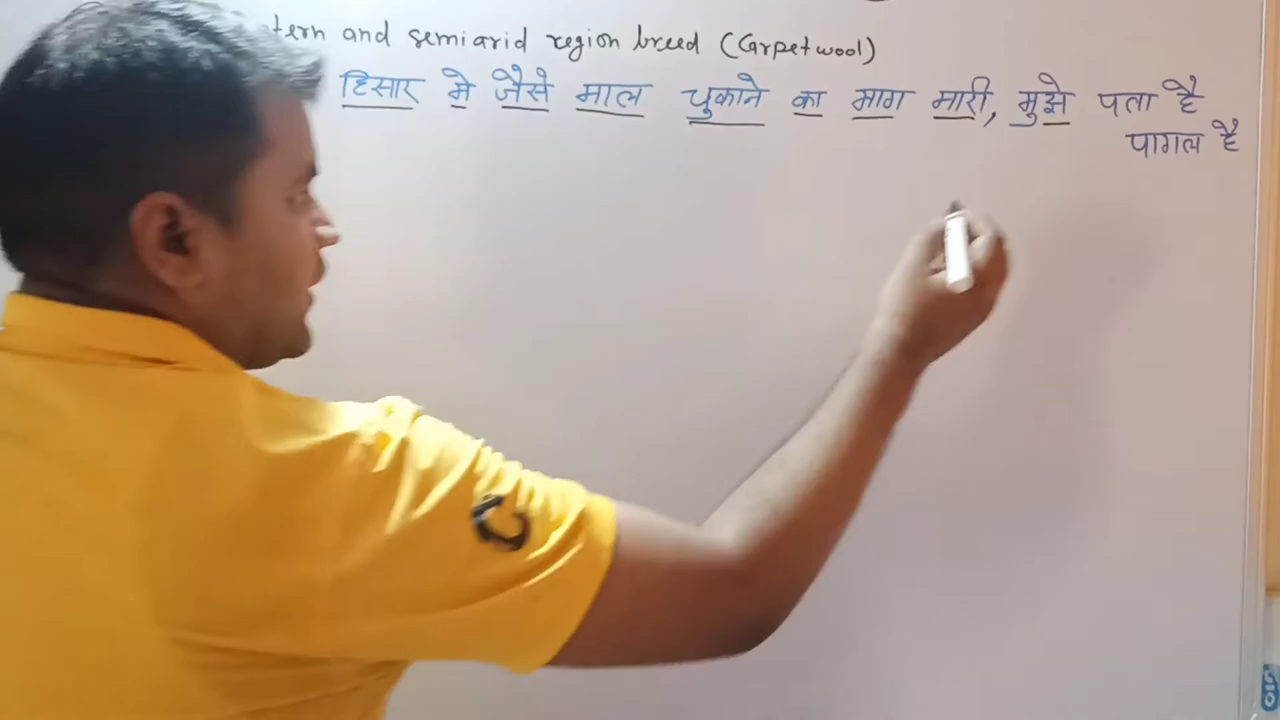 tern and semiarid region breed (Carpetwool)
हिसार मे जैसे माल चुकाने का माग मारी, मुझे पता है
पागल है